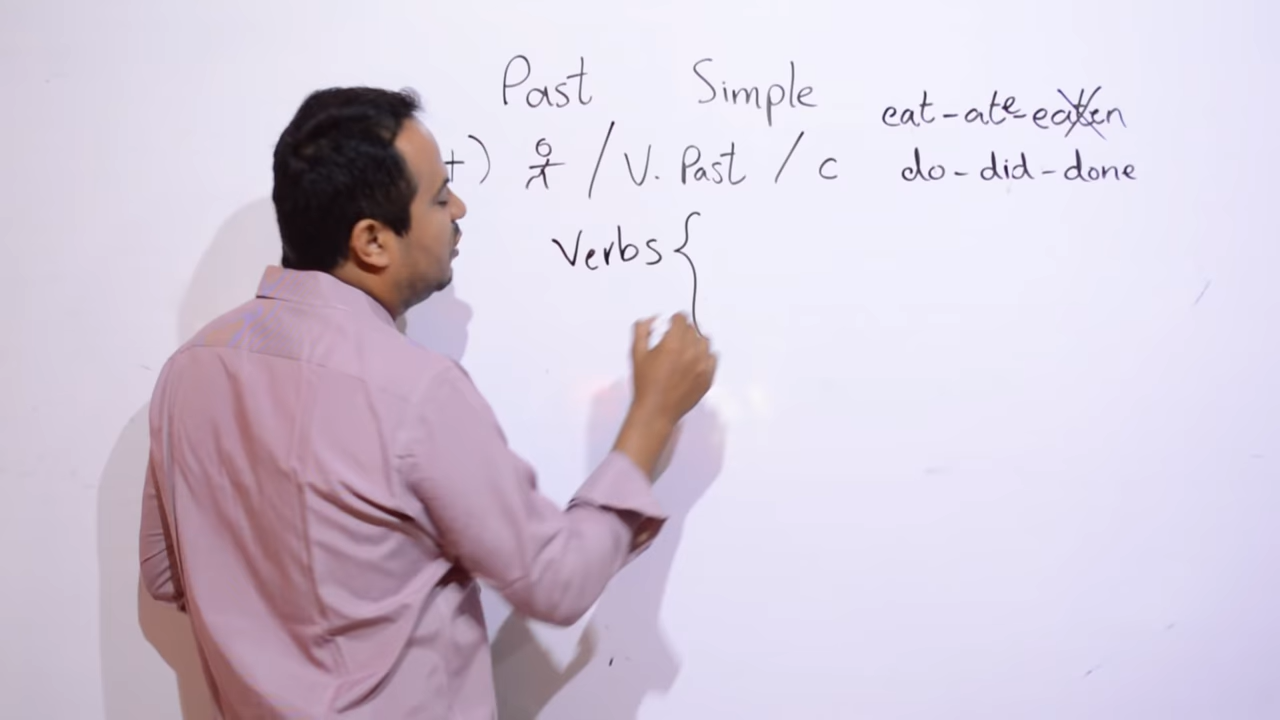 Past Simple
+) / V. Past / c
Verbs {
eat-ate-eaten
do-did-done